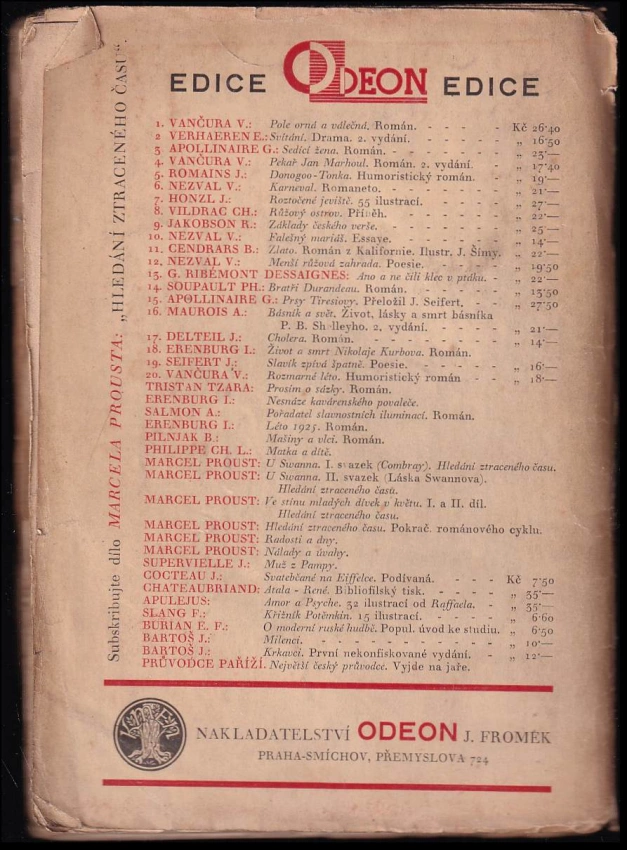 EDICE ODEON EDICE
1. VANČURA V.: Pole orná a válečná. Román. - - - - Kč 26·40
2 VERHAEREN E.: Svítání. Drama. 2. vydání. - - - - „ 16·50
3. APOLLINAIRE G.: Sedící žena. Román. - - - - - „ 23·—
4. VANČURA V.: Pekař Jan Marhoul. Román. 2. vydání. - „ 17·40
5. ROMAINS J.: Donogoo-Tonka. Humoristický román. - - „ 19·—
6. NEZVAL V.: Karneval. Romaneto. - - - - - - „ 21·—
7. HONZL J.: Roztočené jeviště. 55 ilustrací. - - - - „ 27·—
8. VILDRAC CH.: Růžový ostrov. Příběh. - - - - - „ 22·—
9. JAKOBSON R.: Základy českého verše. - - - - - „ 25·—
10. NEZVAL V.: Falešný mariáš. Essaye. - - - - - „ 14·—
11. CENDRARS B.: Zlato. Román z Kalifornie. Ilustr. J. Šímy. „ 22·—
12. NEZVAL V.: Menší růžová zahrada. Poesie. - - - - „ 19·50
13. G. RIBÉMONT DESSAIGNES: Ano a ne čili klec v ptáku. - „ 22·—
14. SOUPAULT PH.: Bratří Durandeau. Román. - - - - „ 13·50
15. APOLLINAIRE G.: Prsy Tiresiovy. Přeložil J. Seifert, - - „ 27·50
16. MAUROIS A.: Básník a svět. Život, lásky a smrt básníka
P. B. Shelleyho. 2. vydání. - - - - „ 21·—
17. DELTEIL J.: Cholera. Román. - - - - - - „ 14·—
18. ERENBURG I.: Život a smrt Nikolaje Kurbova. Román.
19. SEIFERT J.: Slavík zpívá špatně. Poesie. - - - - „ 16·—
20. VANČURA V.: Rozmarné léto. Humoristický román - - „ 18·—
TRISTAN TZARA: Prosím o sázky. Román.
ERENBURG I.: Nesnáze kavárenského povaleče.
SALMON A.: Pořadatel slavnostních iluminací. Román.
ERENBURG I.: Léto 1925. Román.
PILNJAK B.: Mašiny a vlci. Román.
PHILIPPE CH. L.: Matka a dítě.
MARCEL PROUST: U Swanna. I. svazek (Combray). Hledání ztraceného času.
MARCEL PROUST: U Swanna. II. svazek (Láska Swannova).
Hledání ztraceného času.
MARCEL PROUST: Ve stínu mladých dívek v květu. I. a II. díl.
Hledání ztraceného času.
MARCEL PROUST: Hledání ztraceného času. Pokrač. románového cyklu.
MARCEL PROUST: Radosti a dny.
MARCEL PROUST: Nálady a úvahy.
SUPERVIELLE J.: Muž z Pampy.
COCTEAU J.: Svatebčané na Eiffelce. Podívaná. - - - Kč 7·50
CHATEAUBRIAND: Atala - René. Bibliofilský tisk. - - - - „ 35·—
APULEJUS: Amor a Psyche. 32 ilustrací od Raffaela. - „ 35·—
SLANG F.: Křižník Potěmkin. 15 ilustrací. - - - - „ 6·60
BURIAN E. F.: O moderní ruské hudbě. Popul. úvod ke studiu. „ 6·50
BARTOŠ J.: Milenci. - - - - - - - - - „ 10·—
BARTOŠ J.: Krkavci. První nekonfiskované vydání. - - „ 12·—
PRŮVODCE PAŘÍŽÍ. Největší český průvodce. Vyjde na jaře.
Subskribujte dílo MARCELA PROUSTA: „HLEDÁNÍ ZTRACENÉHO ČASU“.
NAKLADATELSTVÍ ODEON J. FROMEK
PRAHA-SMÍCHOV, PŘEMYSLOVA 724